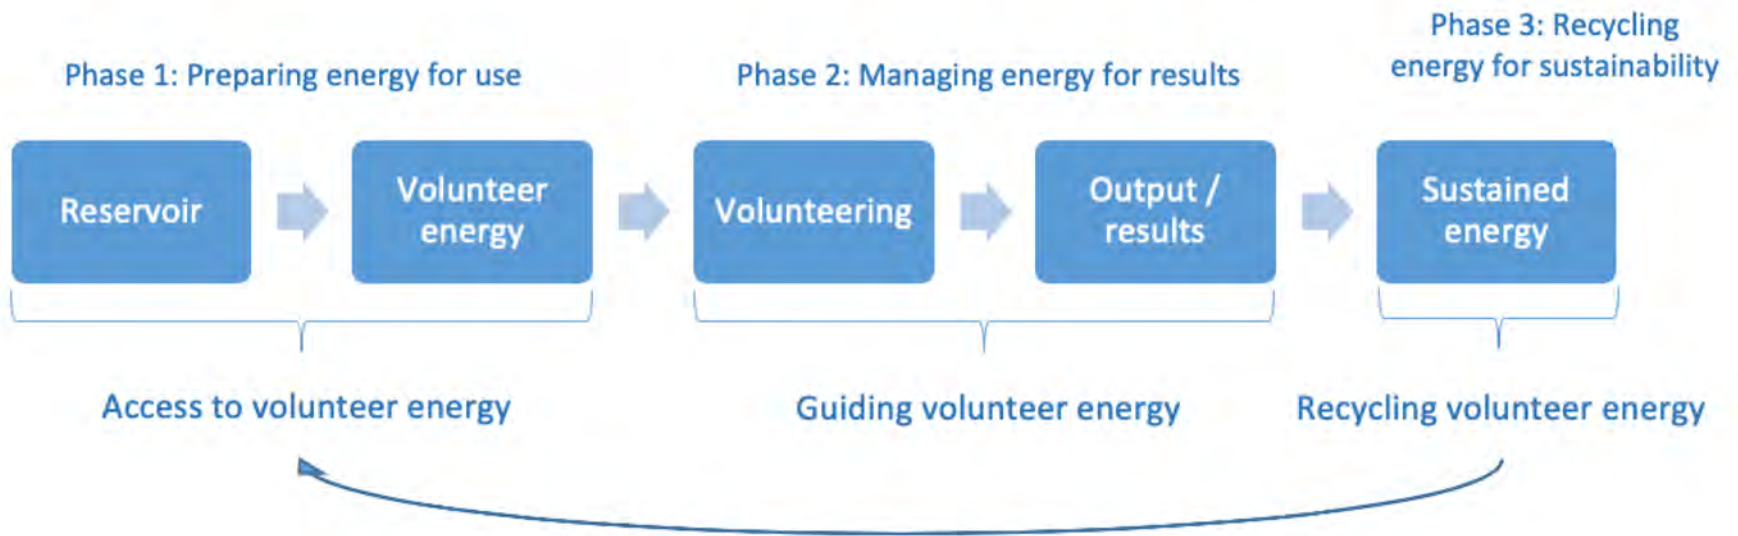 Phase 1: Preparing energy for use
Phase 2: Managing energy for results
Phase 3: Recycling
energy for sustainability
Reservoir
Volunteer
energy
Volunteering
Output /
results
Sustained
energy
Access to volunteer energy
Guiding volunteer energy
Recycling volunteer energy